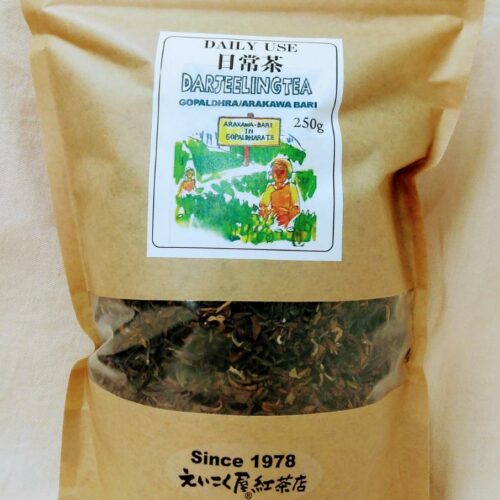 DAILY USE
日常茶
DARJEELINGTEA
GOPALDHRA/ARAKAWA BARI
250g
ARAKAWA-BARI
IN
GOPALDHARA T.E
Since 1978
えいこく屋紅茶店
®